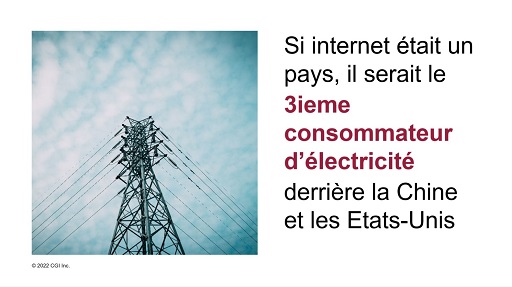 Si internet était un
pays, il serait le
3ieme
consommateur
d’électricité
derrière la Chine
et les Etats-Unis
© 2022 CGI Inc.